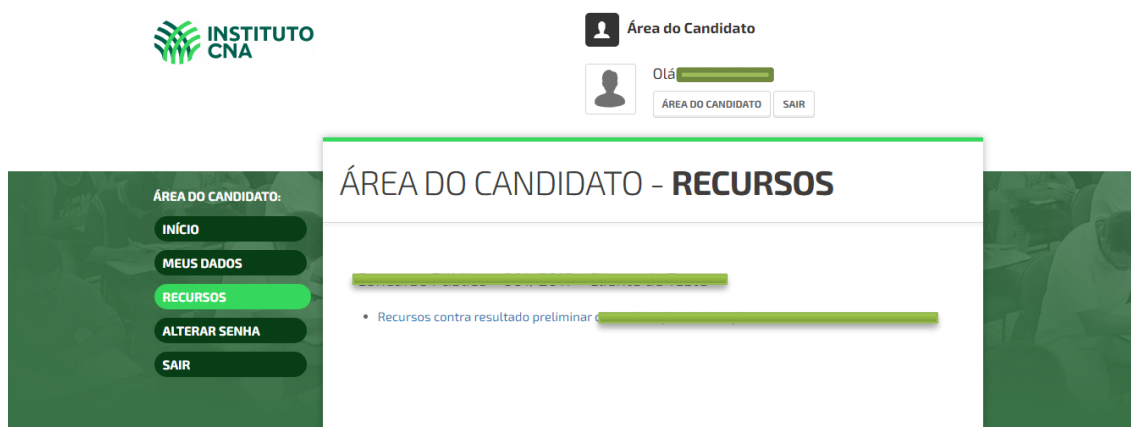 INSTITUTO
CNA
Área do Candidato
Olá
ÁREA DO CANDIDATO SAIR
ÁREA DO CANDIDATO:
INÍCIO
MEUS DADOS
RECURSOS
ALTERAR SENHA
SAIR
ÁREA DO CANDIDATO - RECURSOS
Recursos contra resultado preliminar